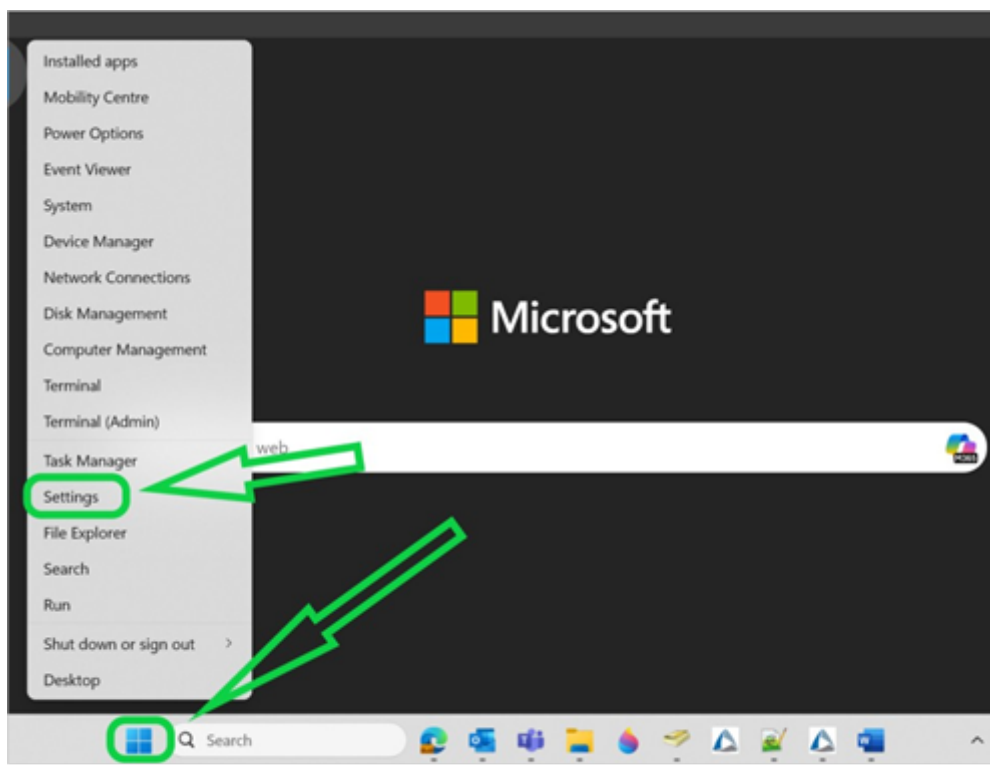 Installed apps
Mobility Centre
Power Options
Event Viewer
System
Device Manager
Network Connections
Disk Management
Computer Management
Terminal
Terminal (Admin)
Task Manager
Settings
File Explorer
Search
Run
Shut down or sign out
Desktop
Microsoft
web
Search